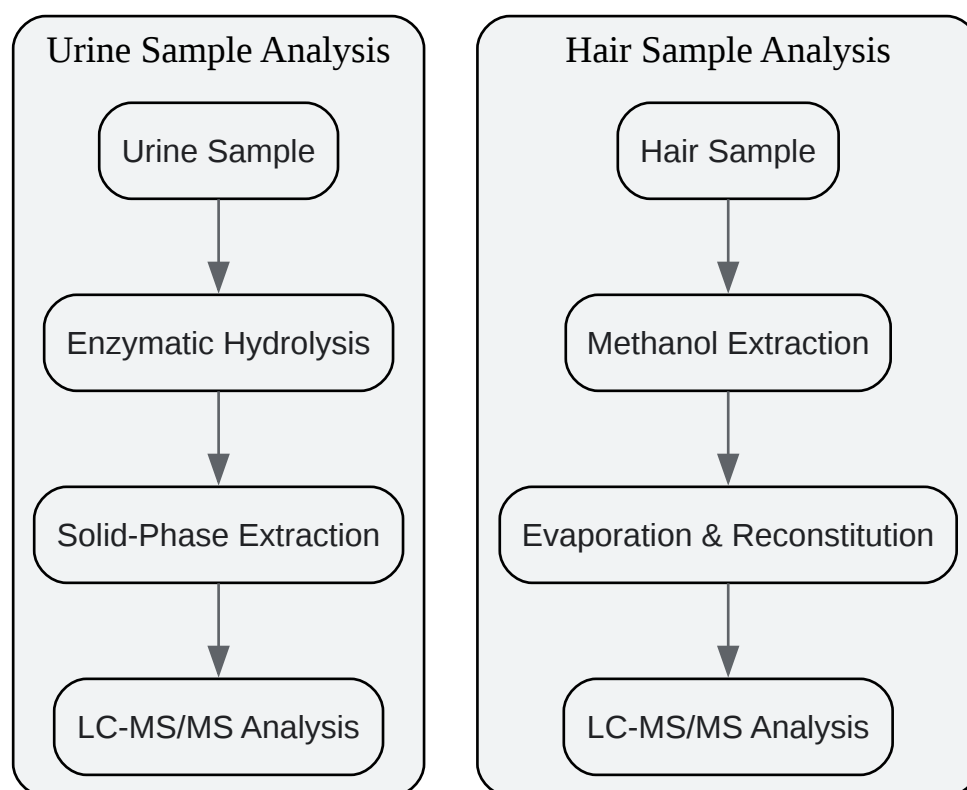 Urine Sample Analysis
Urine Sample
Enzymatic Hydrolysis
Solid-Phase Extraction
LC-MS/MS Analysis
Hair Sample Analysis
Hair Sample
Methanol Extraction
Evaporation & Reconstitution
LC-MS/MS Analysis